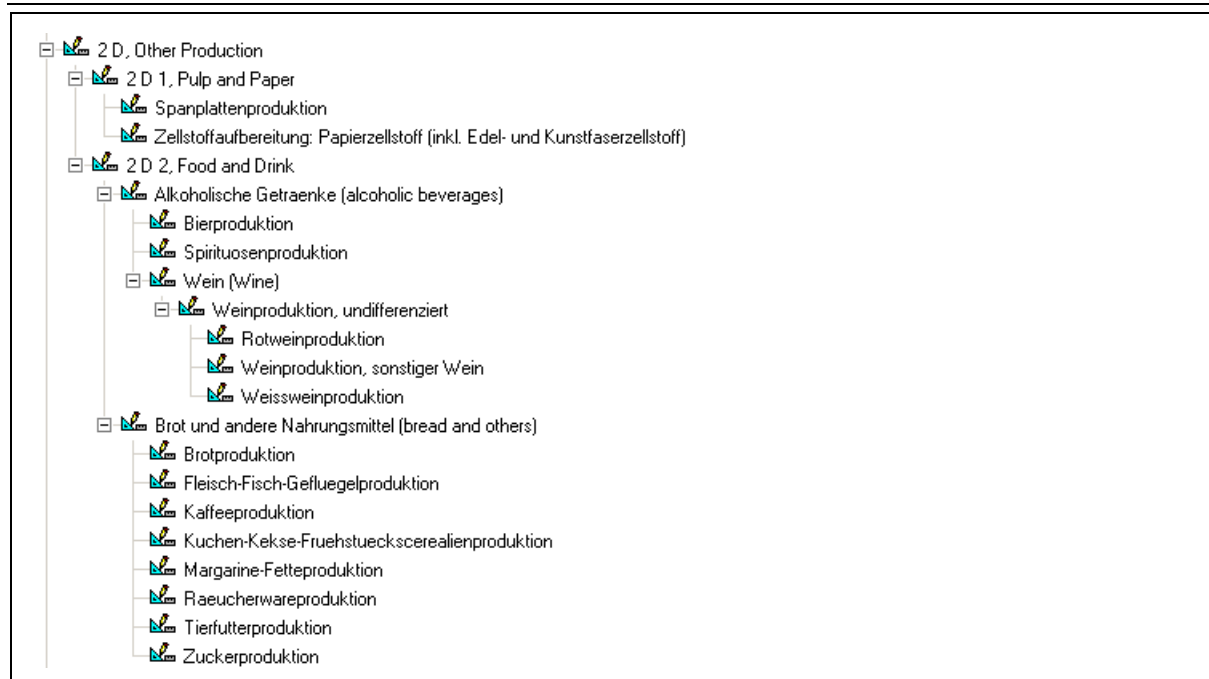 2 D, Other Production
2 D 1, Pulp and Paper
Spanplattenproduktion
Zellstoffaufbereitung: Papierzellstoff (inkl. Edel- und Kunstfaserzellstoff)
2 D 2, Food and Drink
Alkoholische Getraenke (alcoholic beverages)
Bierproduktion
Spirituosenproduktion
Wein (Wine)
Weinproduktion, undifferenziert
Rotweinproduktion
Weinproduktion, sonstiger Wein
Weissweinproduktion
Brot und andere Nahrungsmittel (bread and others)
Brotproduktion
Fleisch-Fisch-Gefluegelproduktion
Kaffeeproduktion
Kuchen-Kekse-Fruehstueckscerealienproduktion
Margarine-Fetteproduktion
Raeucherwareproduktion
Tierfutterproduktion
Zuckerproduktion